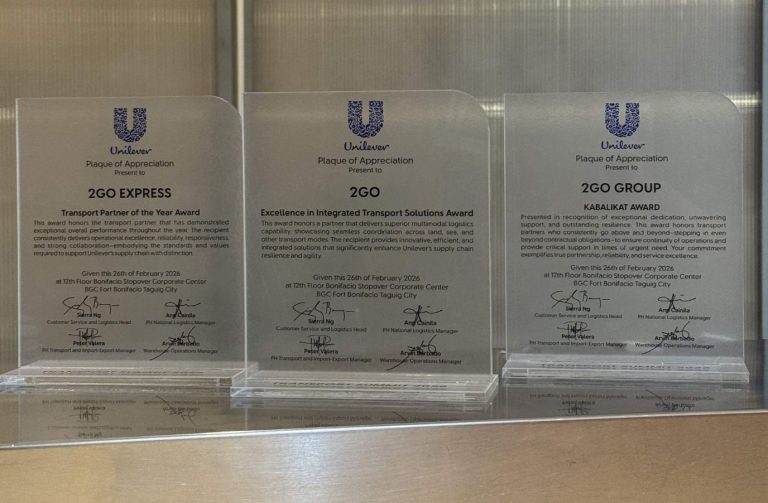 Unilever
Plaque of Appreciation
Present to
2GO EXPRESS
Transport Partner of the Year Award
This award honors the transport partner that has demonstrated
exceptional overall performance throughout the year. The recipient
consistently delivers operational excellence, reliability, responsiveness,
and strong collaboration-embodying the standards and values
required to support Unilever's supply chain with distinction.
Given this 26th of February 2026
at 12th Floor Bonifacio Stopover Corporate Center
BGC Fort Bonifacio Taguig City
Sierra Ng
Customer Service and Logistics Head
Ang Cainila
PH National Logistics Manager
Peter Valera
PH Transport and Import-Export Manager
Warehouse Operations Manager
Unilever
Plaque of Appreciation
Present to
2GO
Excellence in Integrated Transport Solutions Award
This award honors a partner that delivers superior multimodal logistics
capability, showcasing seamless coordination across land, sea, and
other transport modes. The recipient provides innovative, efficient, and
integrated solutions that significantly enhance Unilever's supply chain
resilience and agility.
Given this 26th of February 2026
at 12th Floor Bonifacio Stopover Corporate Center
BGC Fort Bonifacio Taguig City
Sierra Ng
Customer Service and Logistics Head
PH National Logistics Manager
Peter Valera
PH Transport and Import-Export Manager
Warehouse Operations Manager
Unilever
Plaque of Appreciation
Present to
2GO GROUP
KABALIKAT AWARD
Presented in recognition of exceptional dedication, unwavering
support, and outstanding resilience. This award honors transport
partners who consistently go above and beyond-stepping in even
beyond contractual obligations-to ensure continuity of operations and
provide critical support in times of urgent need. Your commitment
exemplifies true partnership, reliability, and service excellence.
Given this 26th of February 2026
at 12th Floor Bonifacio Stopover Corporate Center
BGC Fort Bonifacio Taguig City
Sierra Ng
Customer Service and Logistics Head
PH National Logistics Manager
Peter Valera
PH Transport and Import-Export Manager
Warehouse Operations Manager